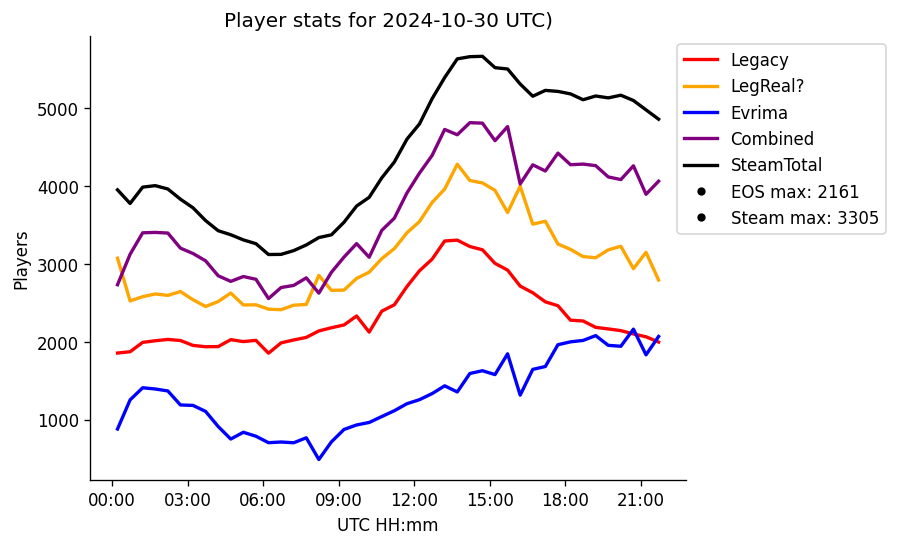 Player stats for 2024-10-30 UTC)
Players
5000
4000
3000
2000
1000
00:00 03:00 06:00 09:00 12:00 15:00 18:00 21:00
UTC HH:mm
Legacy
LegReal?
Evrima
Combined
SteamTotal
EOS max: 2161
Steam max: 3305